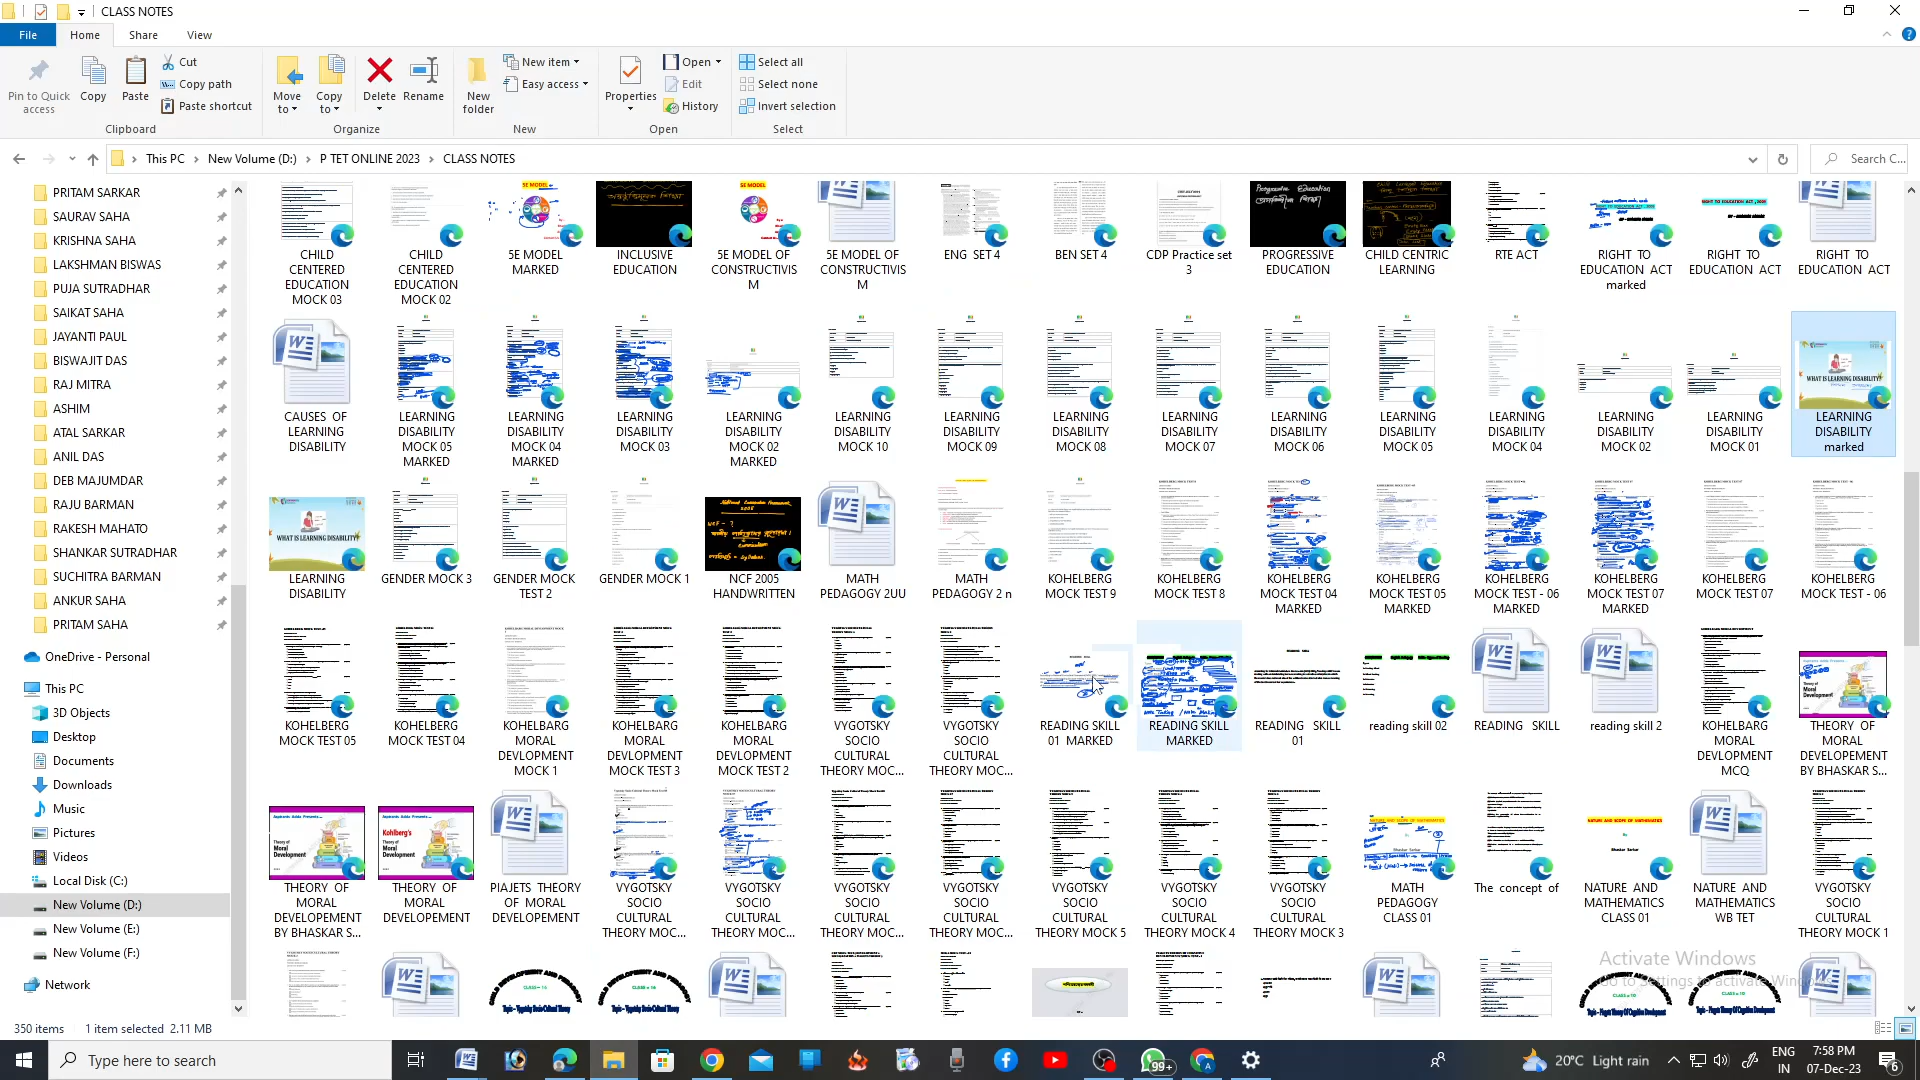 CLASS NOTES
File Home Share View
Pin to Quick access
Copy
Paste
Cut
Copy path
Paste shortcut
Clipboard
Move to
Copy to
Delete
Rename
Organize
New folder
New item
Easy access
New
Properties
Open
Edit
History
Open
Select all
Select none
Invert selection
Select
This PC > New Volume (D:) > P TET ONLINE 2023 > CLASS NOTES
Search C...
PRITAM SARKAR
SAURAV SAHA
KRISHNA SAHA
LAKSHMAN BISWAS
PUJA SUTRADHAR
SAIKAT SAHA
JAYANTI PAUL
BISWAJIT DAS
RAJ MITRA
ASHIM
ATAL SARKAR
ANIL DAS
DEB MAJUMDAR
RAJU BARMAN
RAKESH MAHATO
SHANKAR SUTRADHAR
SUCHITRA BARMAN
ANKUR SAHA
PRITAM SAHA
OneDrive - Personal
This PC
3D Objects
Desktop
Documents
Downloads
Music
Pictures
Videos
Local Disk (C:)
New Volume (D:)
New Volume (E:)
New Volume (F:)
Network
CHILD CENTERED EDUCATION MOCK 03
CHILD CENTERED EDUCATION MOCK 02
5E MODEL MARKED
INCLUSIVE EDUCATION
5E MODEL OF CONSTRUCTIVISM
5E MODEL OF CONSTRUCTIVISM
ENG SET 4
BEN SET 4
CDP Practice set 3
PROGRESSIVE EDUCATION
CHILD CENTRIC LEARNING
RTE ACT
RIGHT TO EDUCATION ACT marked
RIGHT TO EDUCATION ACT
RIGHT TO EDUCATION ACT
CAUSES OF LEARNING DISABILITY
LEARNING DISABILITY MOCK 05 MARKED
LEARNING DISABILITY MOCK 04 MARKED
LEARNING DISABILITY MOCK 03
LEARNING DISABILITY MOCK 02 MARKED
LEARNING DISABILITY MOCK 10
LEARNING DISABILITY MOCK 09
LEARNING DISABILITY MOCK 08
LEARNING DISABILITY MOCK 07
LEARNING DISABILITY MOCK 06
LEARNING DISABILITY MOCK 05
LEARNING DISABILITY MOCK 04
LEARNING DISABILITY MOCK 02
LEARNING DISABILITY MOCK 01
WHAT IS LEARNING DISABILITY?
LEARNING DISABILITY marked
WHAT IS LEARNING DISABILITY?
LEARNING DISABILITY
GENDER MOCK 3
GENDER MOCK TEST 2
GENDER MOCK 1
NCF 2005 HANDWRITTEN
MATH PEDAGOGY 2UU
MATH PEDAGOGY 2 n
KOHELBERG MOCK TEST 9
KOHELBERG MOCK TEST 8
KOHELBERG MOCK TEST 04 MARKED
KOHELBERG MOCK TEST 05 MARKED
KOHELBERG MOCK TEST - 06 MARKED
KOHELBERG MOCK TEST 07 MARKED
KOHELBERG MOCK TEST 07
KOHELBERG MOCK TEST - 06
KOHELBERG MOCK TEST 05
KOHELBERG MOCK TEST 04
KOHELBARG MORAL DEVLOPMENT MOCK 1
KOHELBARG MORAL DEVLOPMENT MOCK TEST 3
KOHELBARG MORAL DEVLOPMENT MOCK TEST 2
VYGOTSKY SOCIO CULTURAL THEORY MOC...
VYGOTSKY SOCIO CULTURAL THEORY MOC...
READING SKILL 01 MARKED
READING SKILL MARKED
READING SKILL 01
reading skill 02
READING SKILL
reading skill 2
KOHELBARG MORAL DEVLOPMENT MCQ
THEORY OF MORAL DEVELOPEMENT BY BHASKAR S...
THEORY OF MORAL DEVELOPEMENT BY BHASKAR S...
THEORY OF MORAL DEVELOPEMENT
PIAJETS THEORY OF MORAL DEVELOPEMENT
VYGOTSKY SOCIO CULTURAL THEORY MOC...
VYGOTSKY SOCIO CULTURAL THEORY MOC...
VYGOTSKY SOCIO CULTURAL THEORY MOC...
VYGOTSKY SOCIO CULTURAL THEORY MOC...
VYGOTSKY SOCIO CULTURAL THEORY MOCK 5
VYGOTSKY SOCIO CULTURAL THEORY MOCK 4
VYGOTSKY SOCIO CULTURAL THEORY MOCK 3
MATH PEDAGOGY CLASS 01
The concept of
NATURE AND MATHEMATICS CLASS 01
NATURE AND MATHEMATICS WB TET
VYGOTSKY SOCIO CULTURAL THEORY MOCK 1
Activate Windows
Go to Settings to activate Windows.
350 items 1 item selected 2.11 MB
Type here to search
99+
20°C Light rain
ENG IN
7:58 PM
07-Dec-23
6